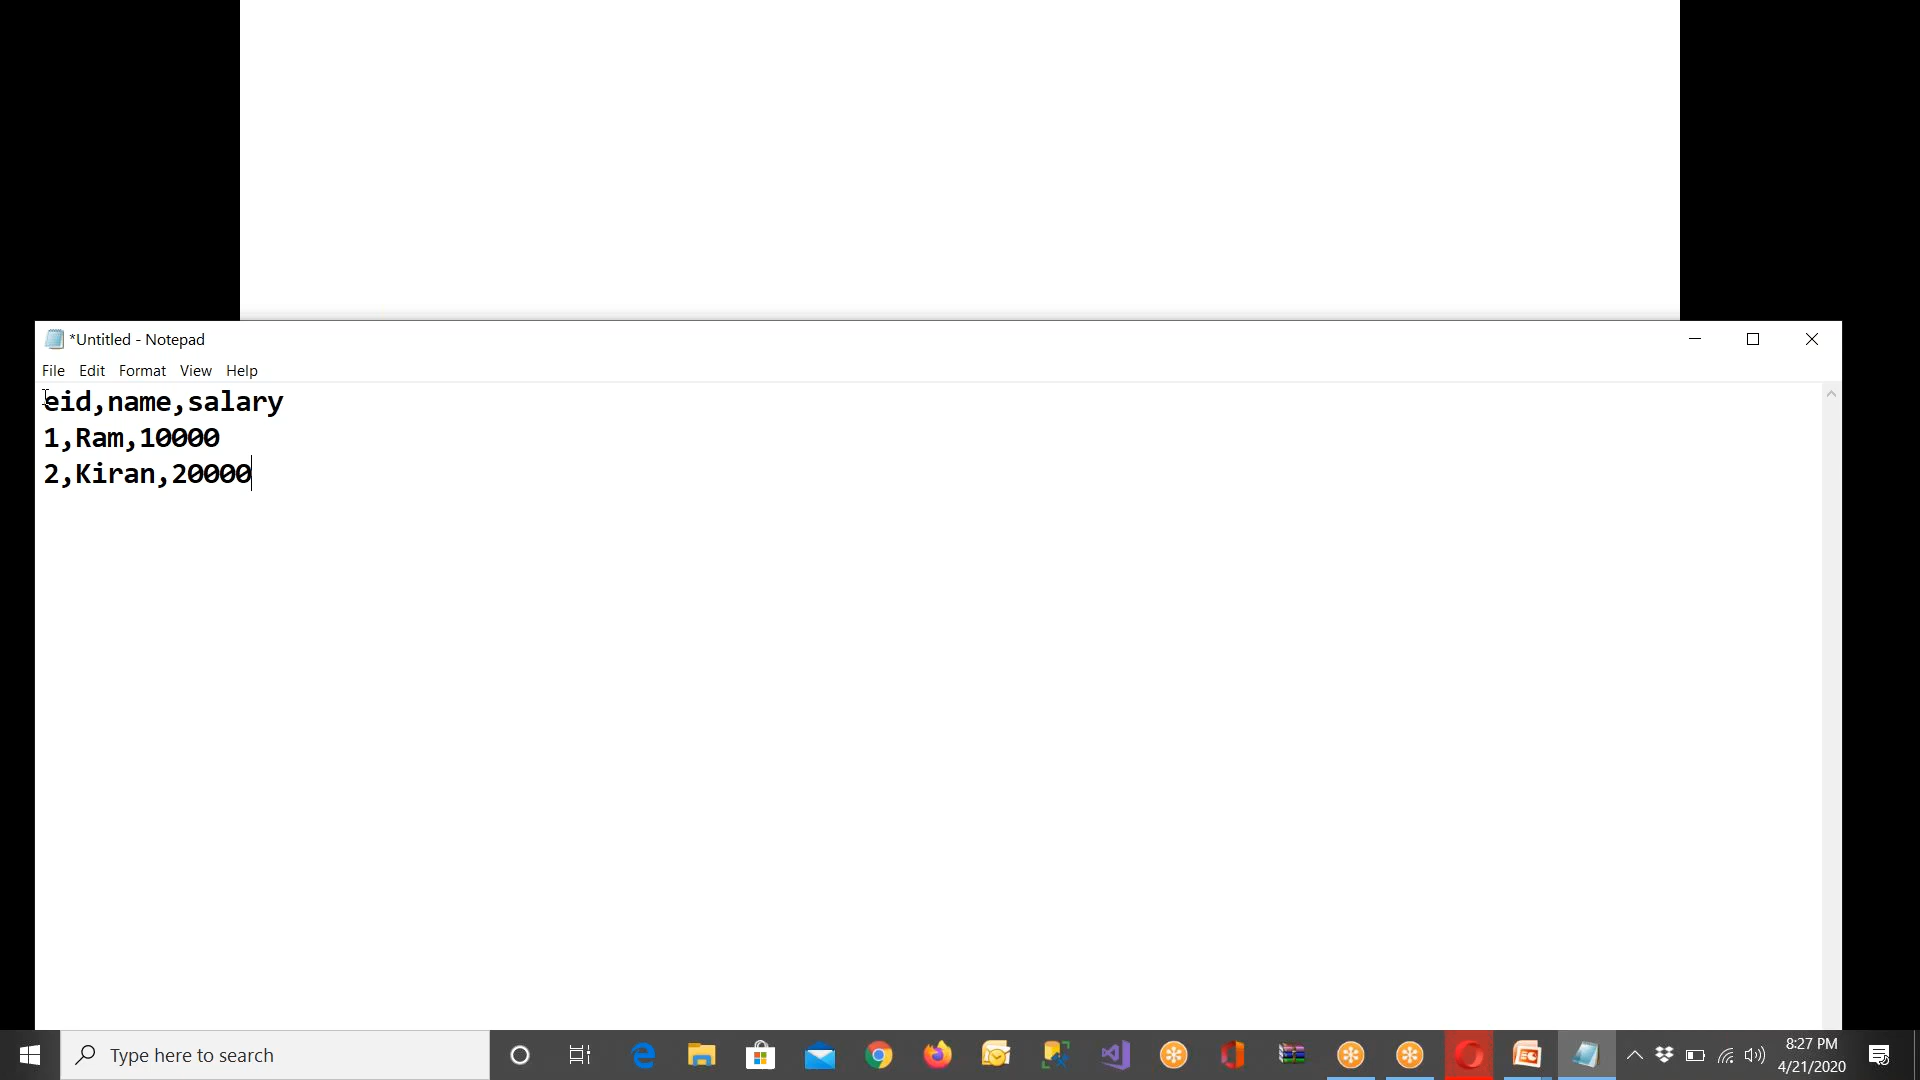 *Untitled - Notepad
File Edit Format View Help
eid,name,salary
1,Ram,10000
2,Kiran,20000
Type here to search
8:27 PM
4/21/2020